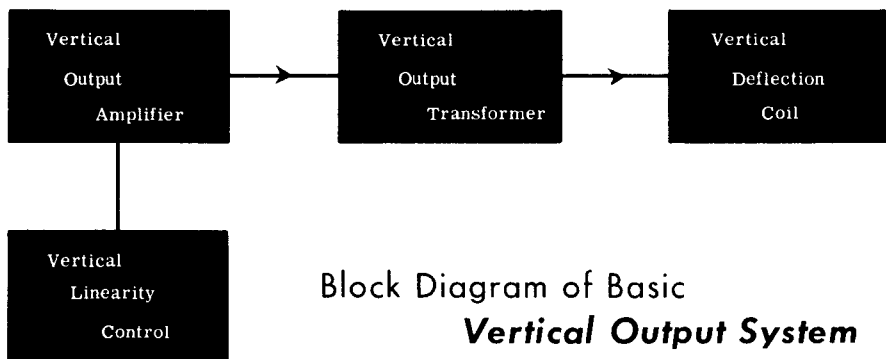 Vertical
Output
Amplifier
Vertical
Output
Transformer
Vertical
Deflection
Coil
Vertical
Linearity
Control
Block Diagram of Basic
Vertical Output System